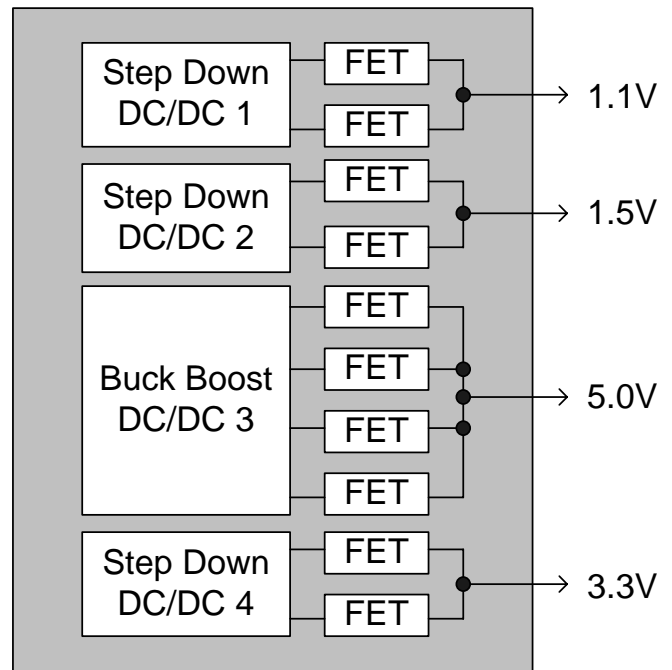 Step Down
DC/DC 1
FET
FET
1.1V
Step Down
DC/DC 2
FET
FET
1.5V
Buck Boost
DC/DC 3
FET
FET
FET
FET
5.0V
Step Down
DC/DC 4
FET
FET
3.3V